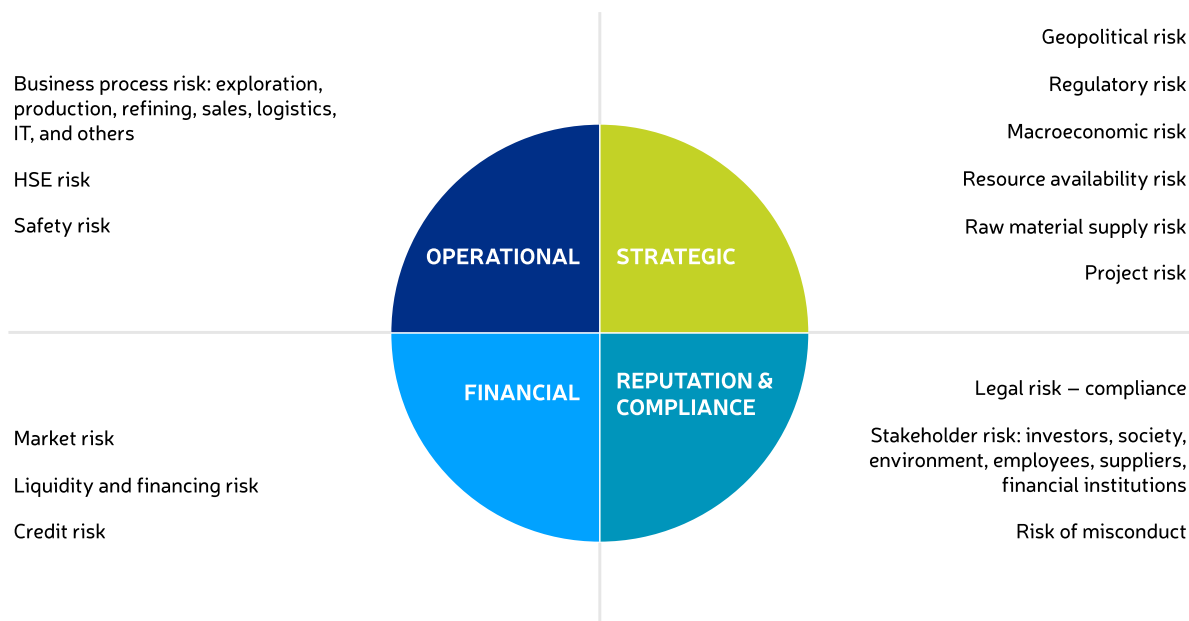 Business process risk: exploration,
production, refining, sales, logistics,
IT, and others
HSE risk
Safety risk
OPERATIONAL
Geopolitical risk
Regulatory risk
Macroeconomic risk
Resource availability risk
Raw material supply risk
Project risk
STRATEGIC
FINANCIAL
Market risk
Liquidity and financing risk
Credit risk
REPUTATION &
COMPLIANCE
Legal risk – compliance
Stakeholder risk: investors, society,
environment, employees, suppliers,
financial institutions
Risk of misconduct